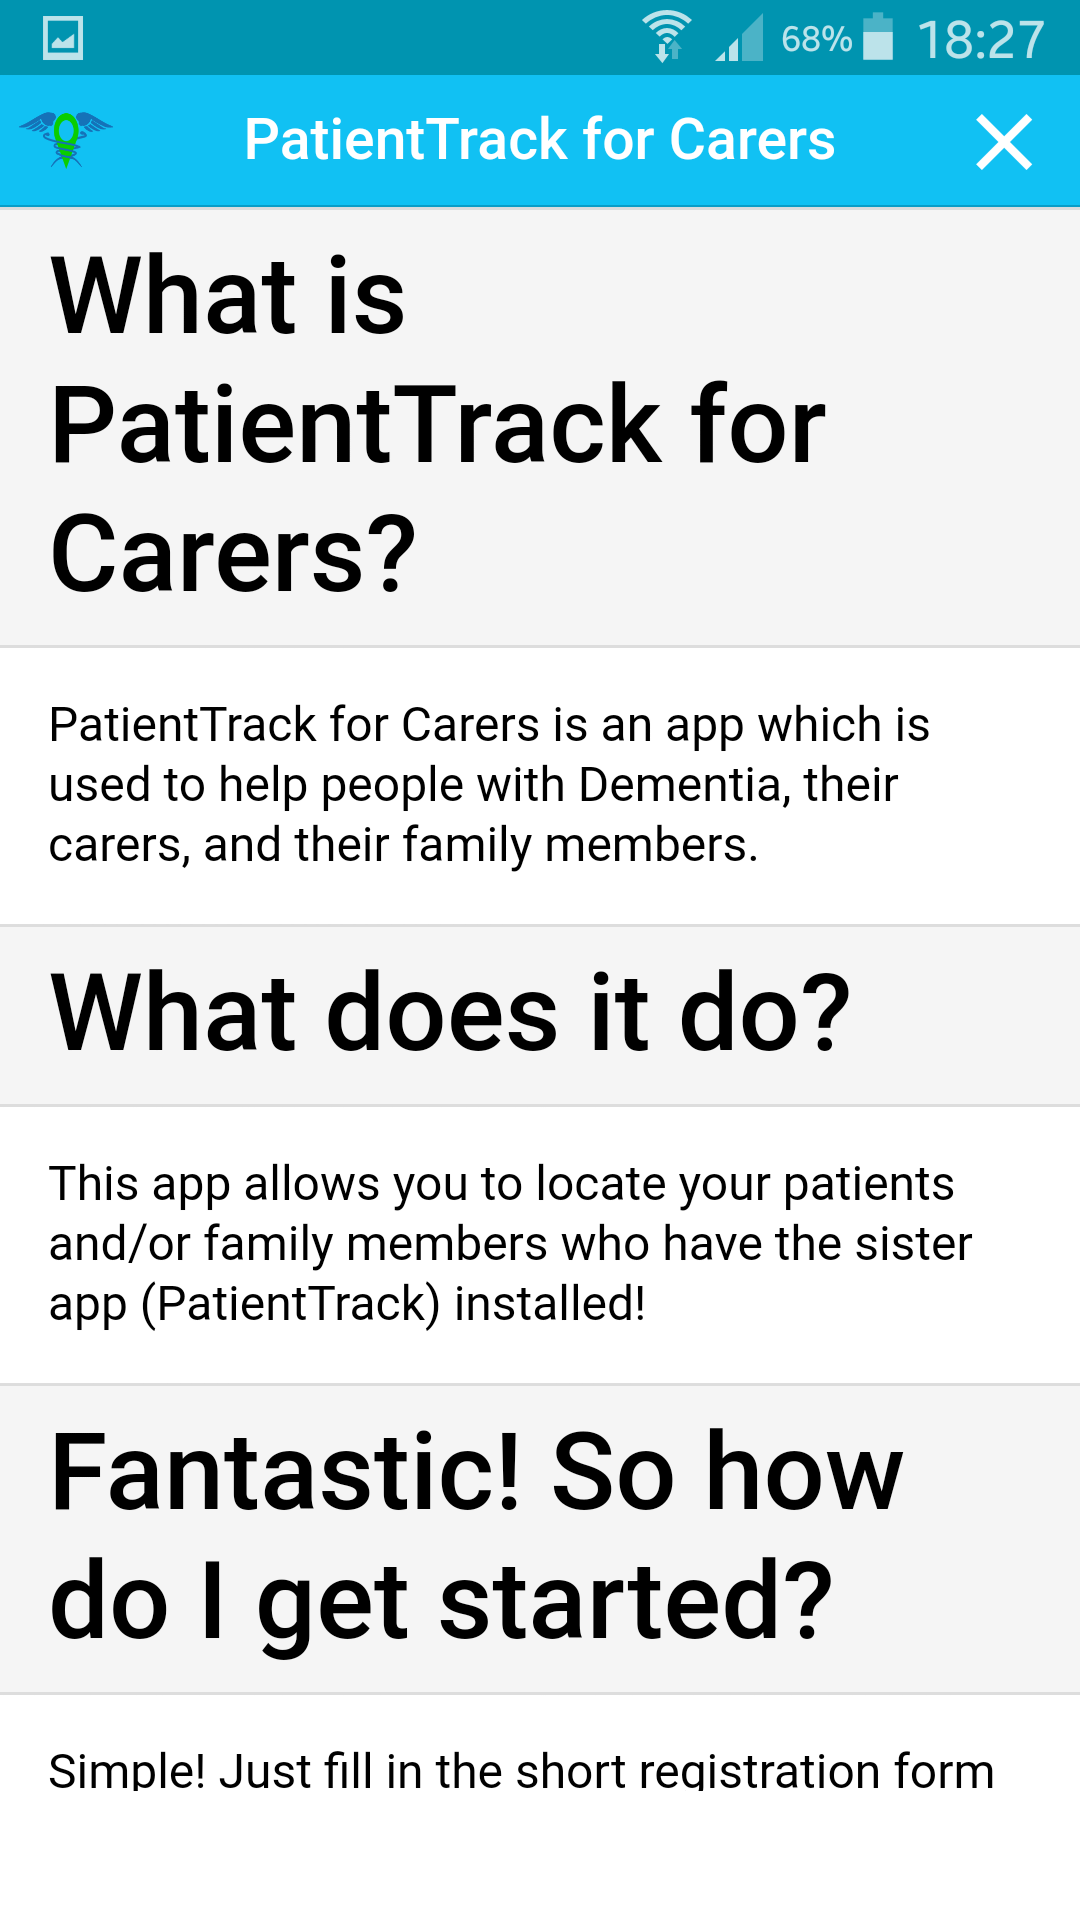 68% 18:27
PatientTrack for Carers
What is
PatientTrack for
Carers?
PatientTrack for Carers is an app which is
used to help people with Dementia, their
carers, and their family members.
What does it do?
This app allows you to locate your patients
and/or family members who have the sister
app (PatientTrack) installed!
Fantastic! So how
do I get started?
Simple! Just fill in the short registration form